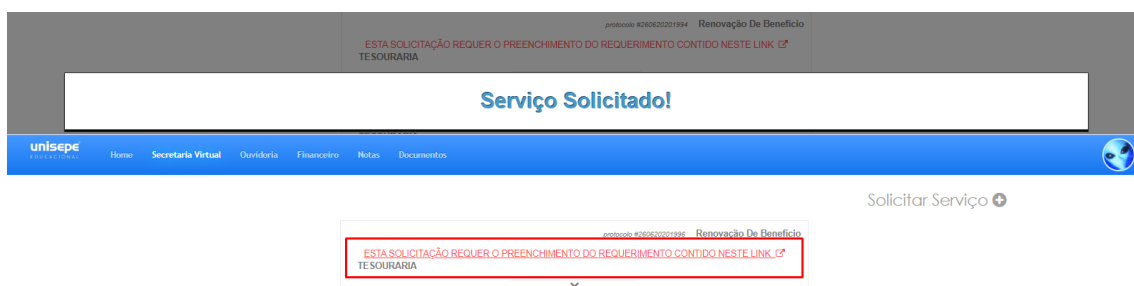 protocolo #260620201994 Renovação De Beneficio
ESTA SOLICITAÇÃO REQUER O PREENCHIMENTO DO REQUERIMENTO CONTIDO NESTE LINK
TESOURARIA
Serviço Solicitado!
unisepe
EDUCACIONAL
Home Secretaria Virtual Ouvidoria Financeiro Notas Documentos
Solicitar Serviço
protocolo #260620201996 Renovação De Beneficio
ESTA SOLICITAÇÃO REQUER O PREENCHIMENTO DO REQUERIMENTO CONTIDO NESTE LINK
TESOURARIA